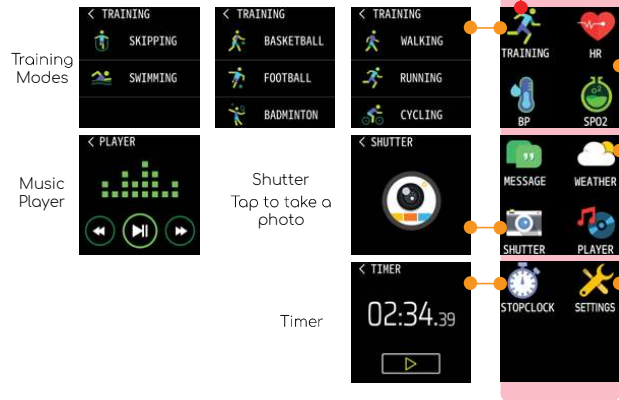 Training
Modes
< TRAINING
SKIPPING
SWIMMING
< TRAINING
BASKETBALL
FOOTBALL
BADMINTON
< TRAINING
WALKING
RUNNING
CYCLING
TRAINING
HR
BP
SPO2
Music
Player
< PLAYER
Shutter
Tap to take a
photo
< SHUTTER
MESSAGE
WEATHER
SHUTTER
PLAYER
Timer
< TIMER
02:34.39
STOPCLOCK
SETTINGS